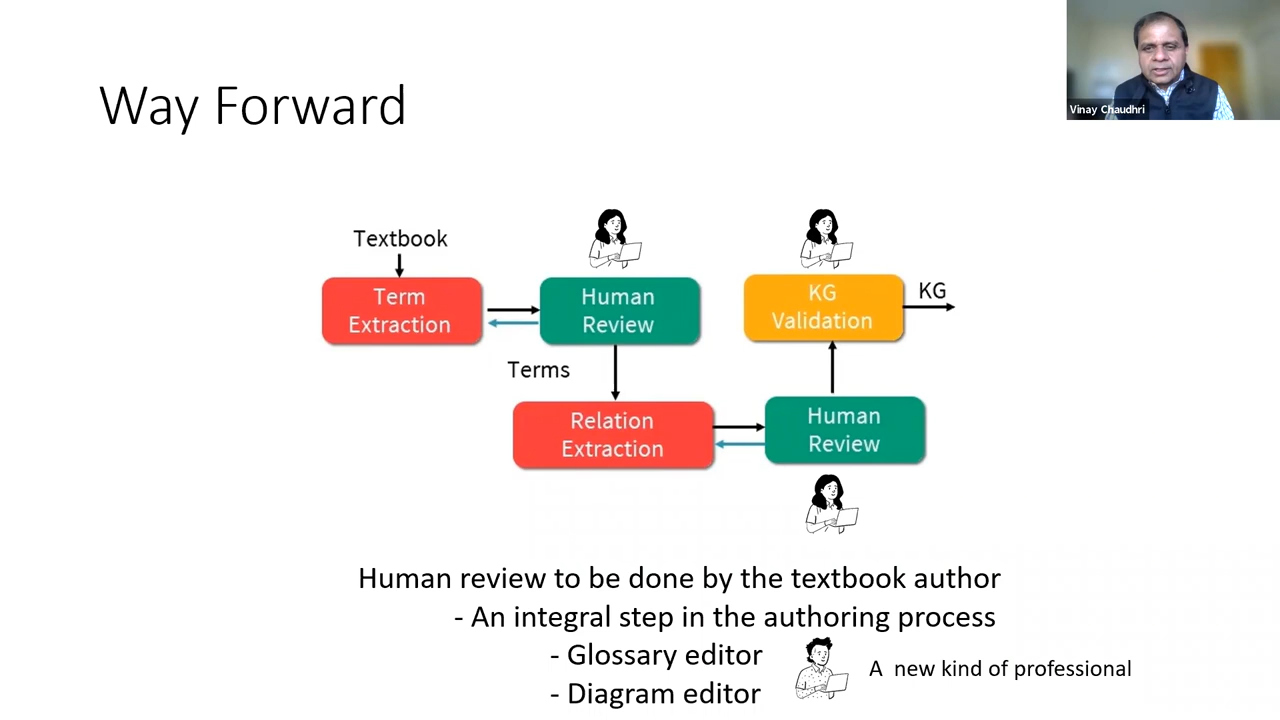 Vinay Chaudhri
Way Forward
Textbook
Term
Extraction
Human
Review
KG
Validation
KG
Terms
Relation
Extraction
Human
Review
Human review to be done by the textbook author
- An integral step in the authoring process
- Glossary editor
- Diagram editor
A new kind of professional